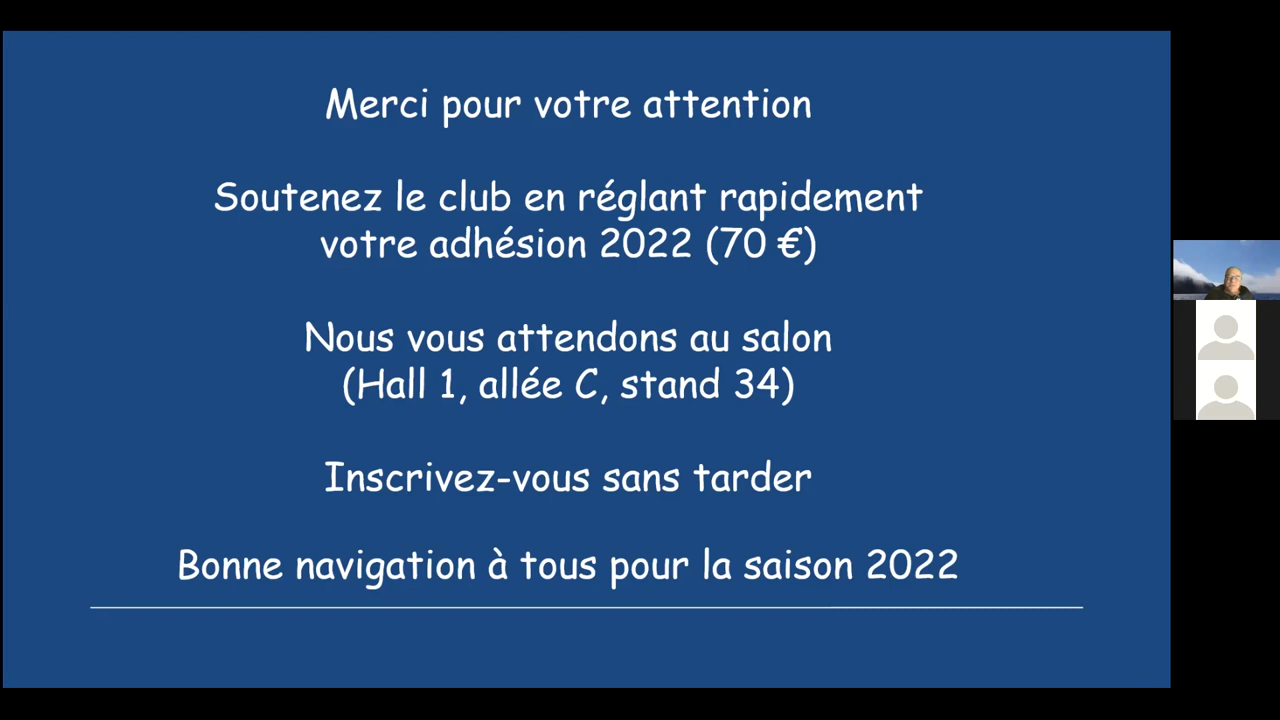 Merci pour votre attention
Soutenez le club en réglant rapidement
votre adhésion 2022 (70 €)
Nous vous attendons au salon
(Hall 1, allée C, stand 34)
Inscrivez-vous sans tarder
Bonne navigation à tous pour la saison 2022